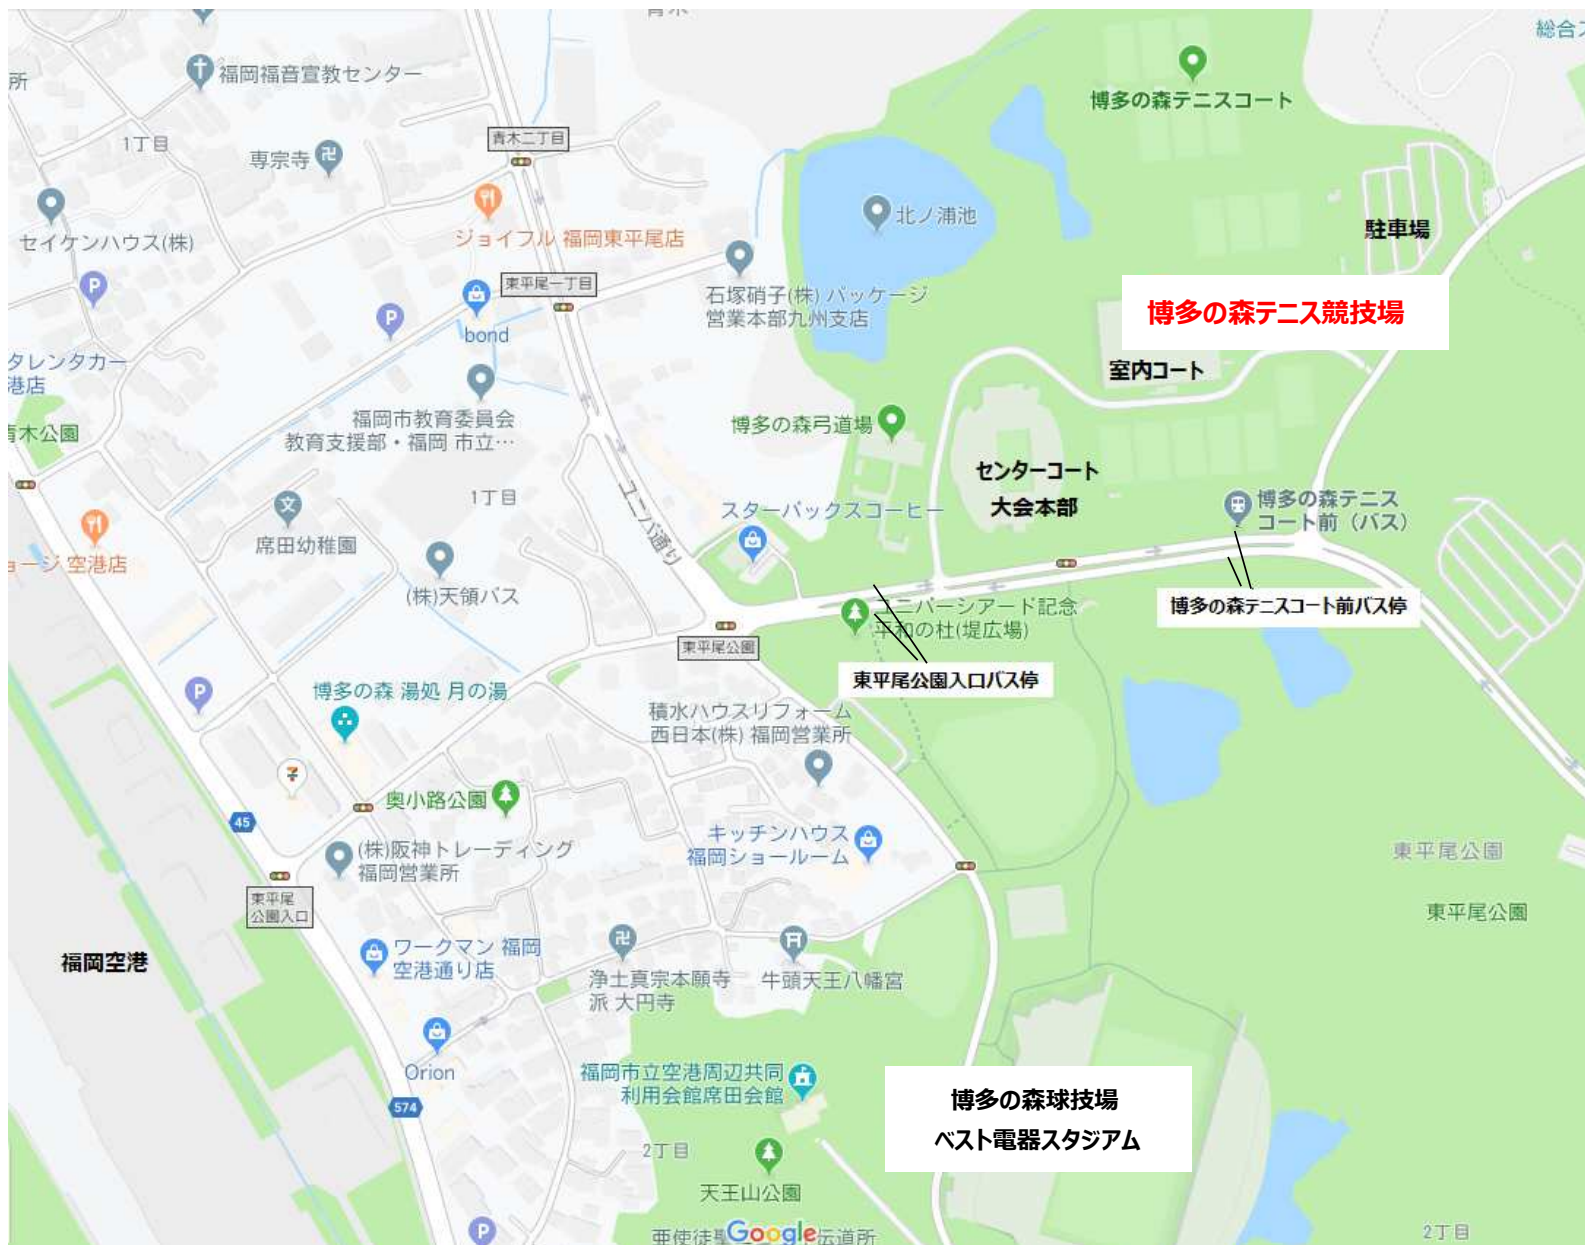 青木
総合ス
所
福岡福音宣教センター
博多の森テニスコート
1丁目
青木二丁目
専宗寺
北ノ浦池
セイケンハウス(株)
ジョイフル 福岡東平尾店
駐車場
P
東平尾一丁目
石塚硝子(株) パッケージ
営業本部九州支店
博多の森テニス競技場
P
bond
タレンタカー
港店
室内コート
福岡市教育委員会
教育支援部・福岡 市立…
博多の森弓道場
青木公園
センターコート
大会本部
1丁目
ユニバ通り
スターバックスコーヒー
博多の森テニス
コート前 (バス)
文
席田幼稚園
ョージ 空港店
(株)天領バス
ユニバーシアード記念
平和の杜(堤広場)
博多の森テニスコート前バス停
東平尾公園
東平尾公園入口バス停
P
博多の森 湯処 月の湯
積水ハウスリフォーム
西日本(株) 福岡営業所
奥小路公園
45
キッチンハウス
福岡ショールーム
(株)阪神トレーディング
福岡営業所
東平尾公園
東平尾
公園入口
東平尾公園
福岡空港
ワークマン 福岡
空港通り店
浄土真宗本願寺
派 大円寺
牛頭天王八幡宮
Orion
福岡市立空港周辺共同
利用会館席田会館
574
博多の森球技場
ベスト電器スタジアム
2丁目
天王山公園
P
Google
伝道所
2丁目